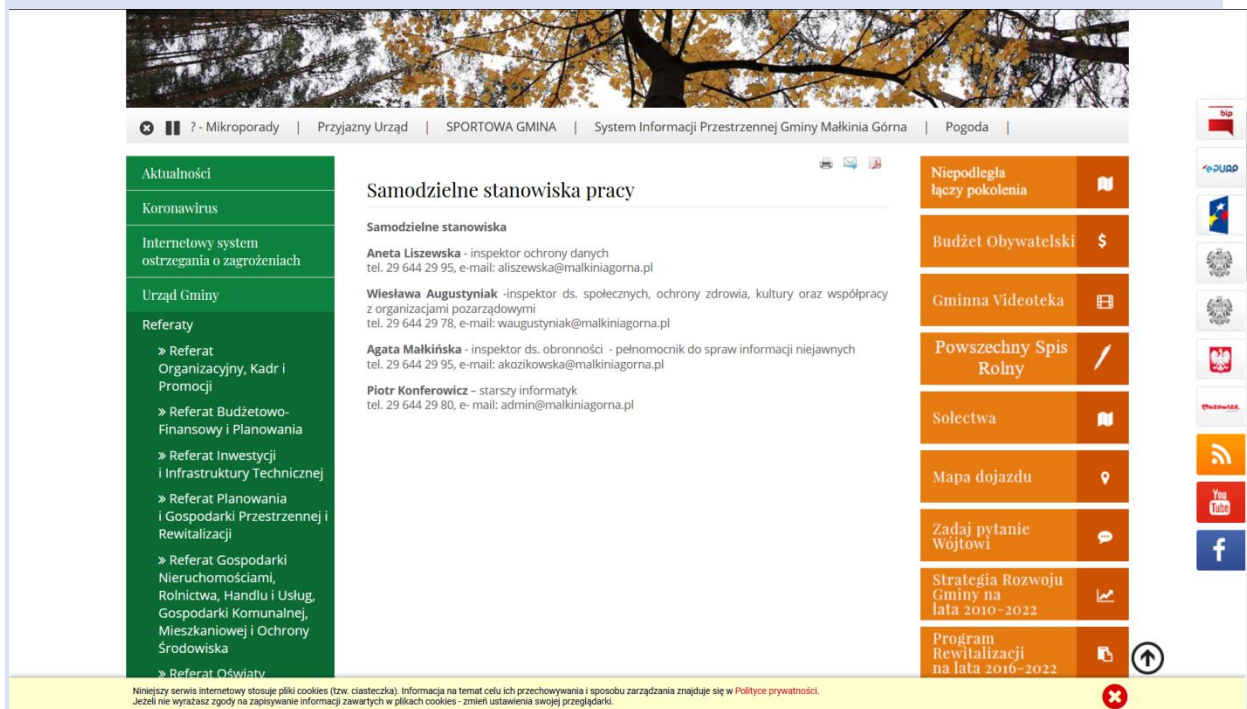 ? - Mikroporady | Przyjazny Urząd | SPORTOWA GMINA | System Informacji Przestrzennej Gminy Małkinia Górna | Pogoda |
Aktualności
Koronawirus
Internetowy system
ostrzegania o zagrożeniach
Urząd Gminy
Referaty
» Referat
Organizacyjny, Kadr i
Promocji
» Referat Budżetowo-
Finansowy i Planowania
» Referat Inwestycji
i Infrastruktury Technicznej
» Referat Planowania
i Gospodarki Przestrzennej i
Rewitalizacji
» Referat Gospodarki
Nieruchomościami,
Rolnictwa, Handlu i Usług,
Gospodarki Komunalnej,
Mieszkaniowej i Ochrony
Środowiska
» Referat Oświaty
Samodzielne stanowiska pracy
Samodzielne stanowiska
Aneta Liszewska - inspektor ochrony danych
tel. 29 644 29 95, e-mail: aliszewska@malkiniagorna.pl
Wiesława Augustyniak -inspektor ds. społecznych, ochrony zdrowia, kultury oraz współpracy
z organizacjami pozarządowymi
tel. 29 644 29 78, e-mail: waugustyniak@malkiniagorna.pl
Agata Małkińska - inspektor ds. obronności - pełnomocnik do spraw informacji niejawnych
tel. 29 644 29 95, e-mail: akozikowska@malkiniagorna.pl
Piotr Konferowicz – starszy informatyk
tel. 29 644 29 80, e- mail: admin@malkiniagorna.pl
Niepodległa
łączy pokolenia
Budżet Obywatelski
Gminna Videoteka
Powszechny Spis
Rolny
Sołectwa
Mapa dojazdu
Zadaj pytanie
Wójtowi
Strategia Rozwoju
Gminy na
lata 2010-2022
Program
Rewitalizacji
na lata 2016-2022
bip
ePUAP
You
Tube
Niniejszy serwis internetowy stosuje pliki cookies (tzw. ciasteczka). Informacja na temat celu ich przechowywania i sposobu zarządzania znajduje się w Polityce prywatności.
Jeżeli nie wyrażasz zgody na zapisywanie informacji zawartych w plikach cookies - zmień ustawienia swojej przeglądarki.